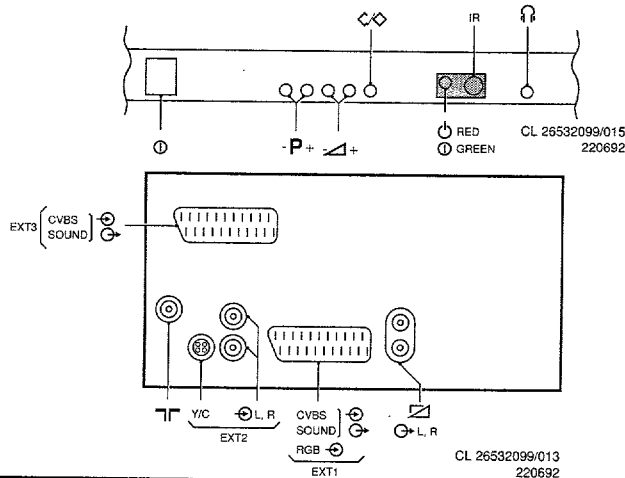 IR
- P + - +
RED
GREEN
CL 26532099/015
220692
EXT3
CVBS
SOUND
Y/C
L, R
EXT2
CVBS
SOUND
RGB
EXT1
L, R
CL 26532099/013
220692